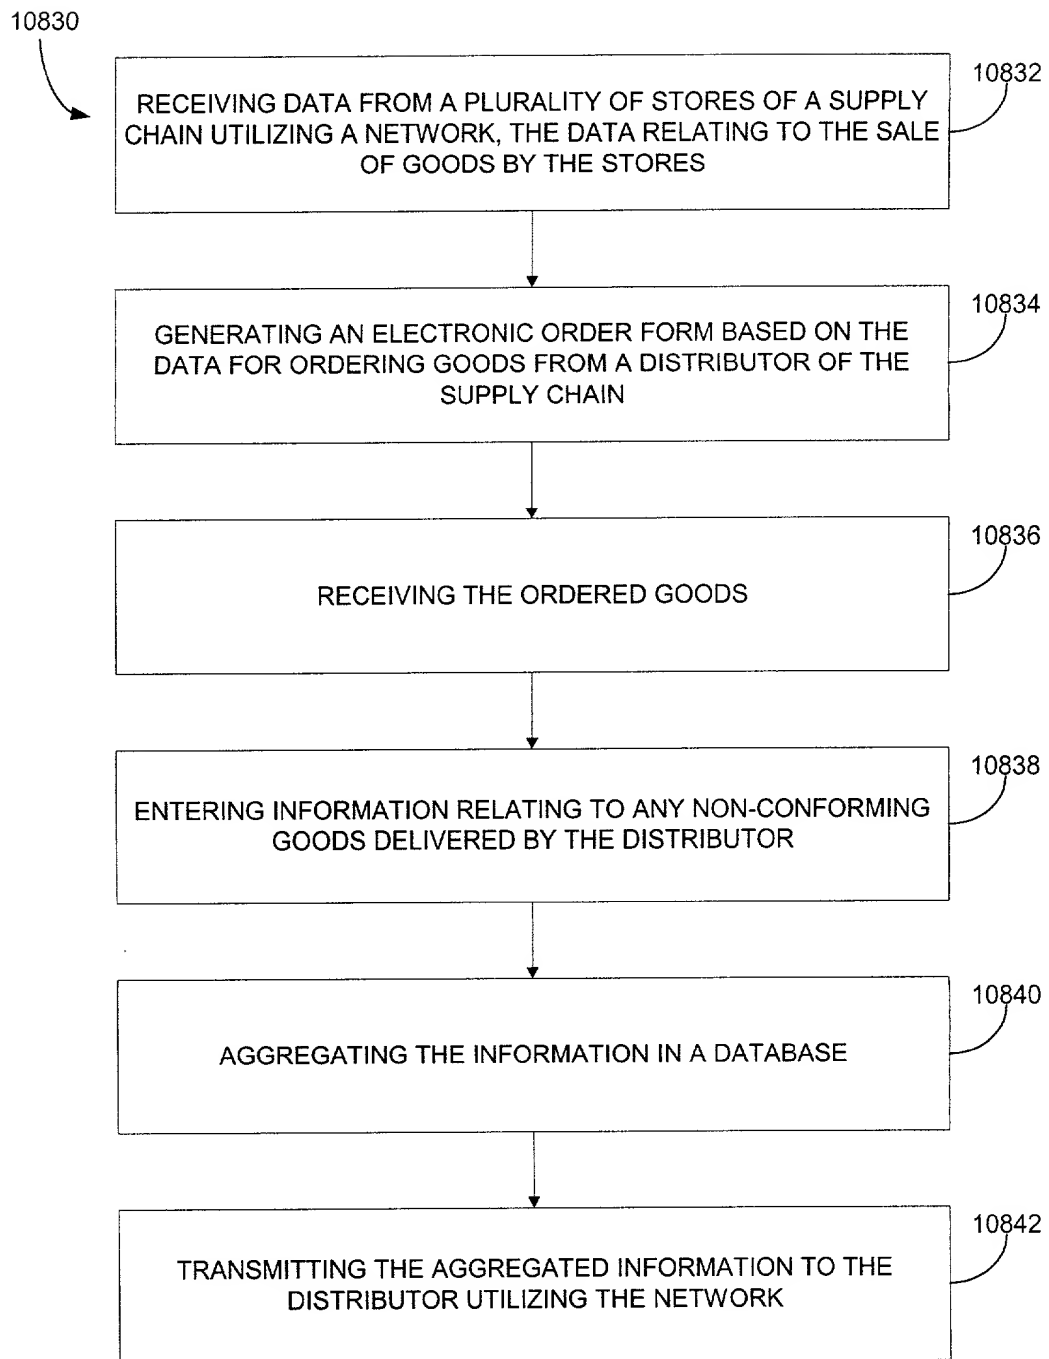 10830
10832
RECEIVING DATA FROM A PLURALITY OF STORES OF A SUPPLY
CHAIN UTILIZING A NETWORK, THE DATA RELATING TO THE SALE
OF GOODS BY THE STORES
10834
GENERATING AN ELECTRONIC ORDER FORM BASED ON THE
DATA FOR ORDERING GOODS FROM A DISTRIBUTOR OF THE
SUPPLY CHAIN
10836
RECEIVING THE ORDERED GOODS
10838
ENTERING INFORMATION RELATING TO ANY NON-CONFORMING
GOODS DELIVERED BY THE DISTRIBUTOR
10840
AGGREGATING THE INFORMATION IN A DATABASE
10842
TRANSMITTING THE AGGREGATED INFORMATION TO THE
DISTRIBUTOR UTILIZING THE NETWORK